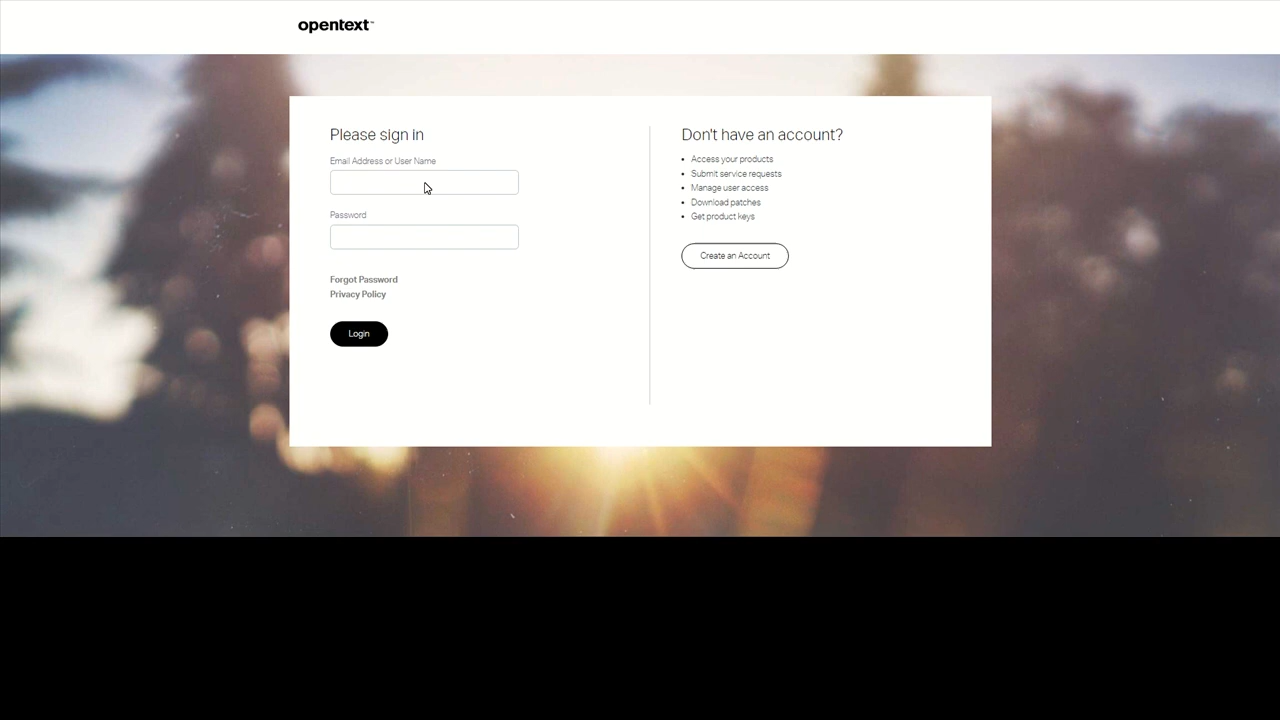 opentext™
Please sign in
Email Address or User Name
Password
Forgot Password
Privacy Policy
Login
Don't have an account?
• Access your products
• Submit service requests
• Manage user access
• Download patches
• Get product keys
Create an Account